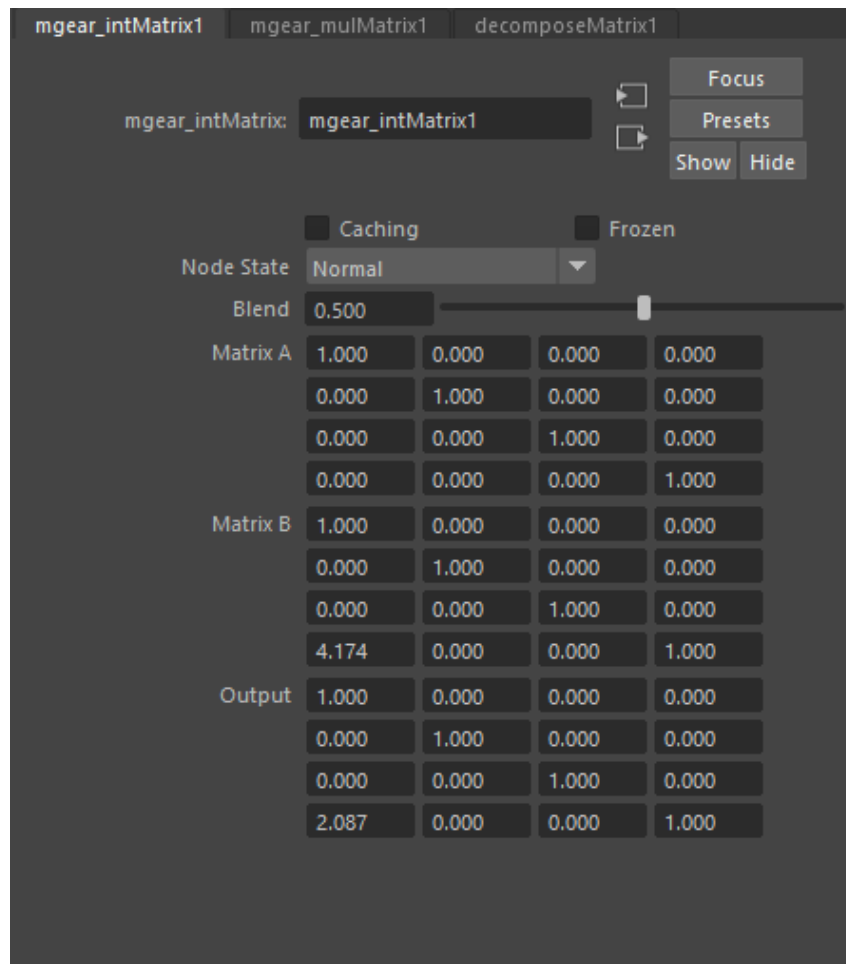 mgear_intMatrix1 mgear_mulMatrix1 decomposeMatrix1
Focus
mgear_intMatrix: mgear_intMatrix1 Presets
Show Hide
Caching Frozen
Node State Normal
Blend 0.500
Matrix A 1.000 0.000 0.000 0.000
0.000 1.000 0.000 0.000
0.000 0.000 1.000 0.000
0.000 0.000 0.000 1.000
Matrix B 1.000 0.000 0.000 0.000
0.000 1.000 0.000 0.000
0.000 0.000 1.000 0.000
4.174 0.000 0.000 1.000
Output 1.000 0.000 0.000 0.000
0.000 1.000 0.000 0.000
0.000 0.000 1.000 0.000
2.087 0.000 0.000 1.000